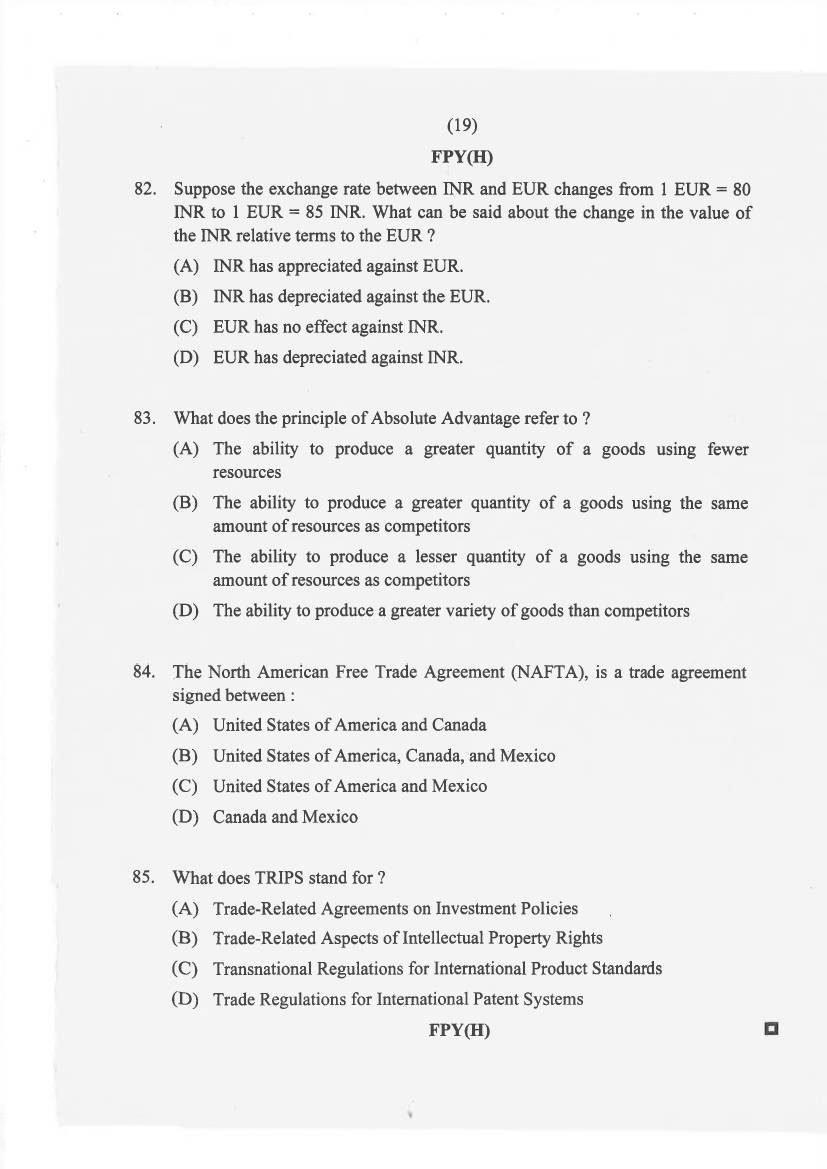 (19)
FPY(H)
82. Suppose the exchange rate between INR and EUR changes from 1 EUR = 80
INR to 1 EUR = 85 INR. What can be said about the change in the value of
the INR relative terms to the EUR ?
(A) INR has appreciated against EUR.
(B) INR has depreciated against the EUR.
(C) EUR has no effect against INR.
(D) EUR has depreciated against INR.
83. What does the principle of Absolute Advantage refer to ?
(A) The ability to produce a greater quantity of a goods using fewer
resources
(B) The ability to produce a greater quantity of a goods using the same
amount of resources as competitors
(C) The ability to produce a lesser quantity of a goods using the same
amount of resources as competitors
(D) The ability to produce a greater variety of goods than competitors
84. The North American Free Trade Agreement (NAFTA), is a trade agreement
signed between :
(A) United States of America and Canada
(B) United States of America, Canada, and Mexico
(C) United States of America and Mexico
(D) Canada and Mexico
85. What does TRIPS stand for ?
(A) Trade-Related Agreements on Investment Policies
(B) Trade-Related Aspects of Intellectual Property Rights
(C) Transnational Regulations for International Product Standards
(D) Trade Regulations for International Patent Systems
FPY(H)